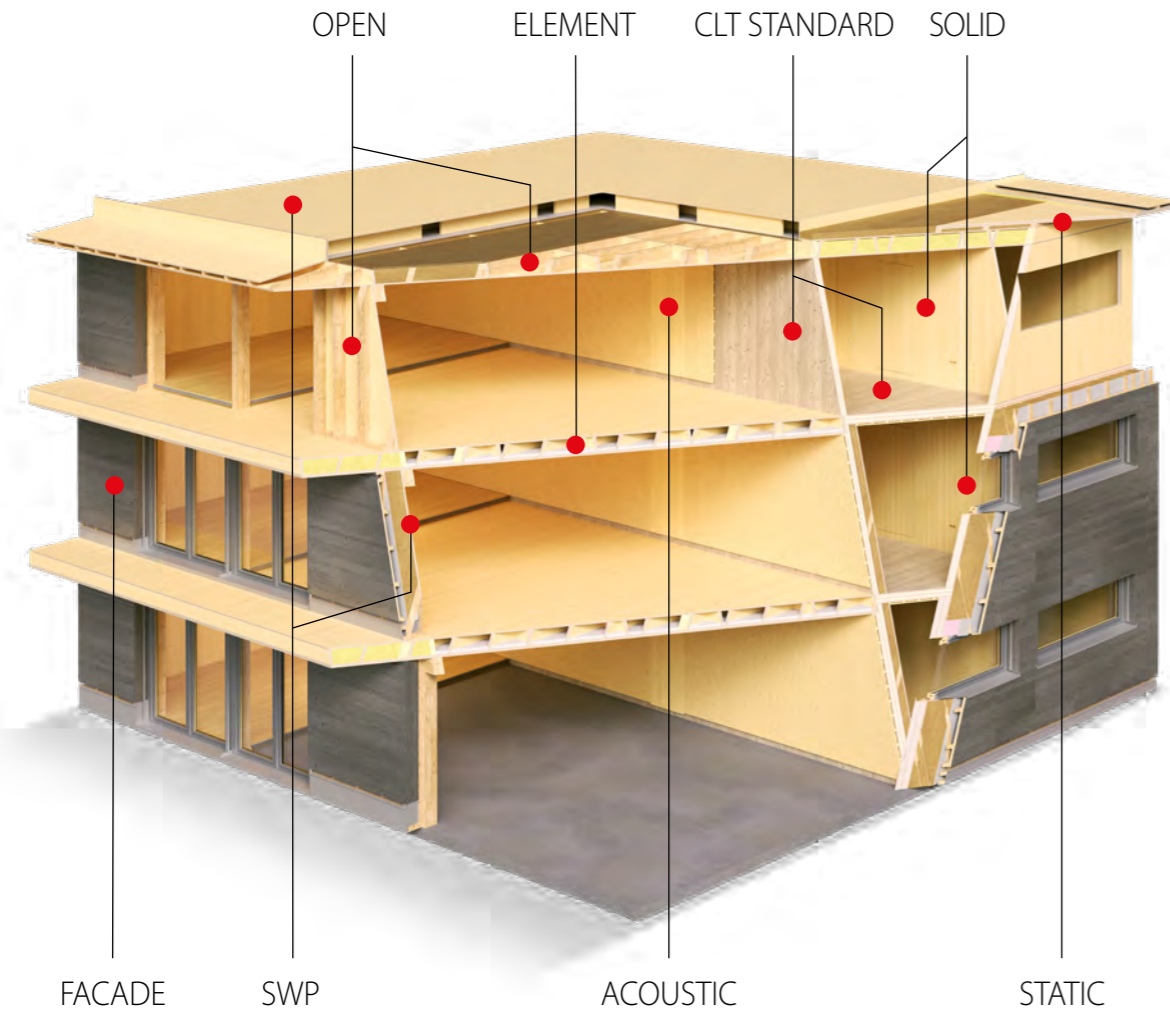 OPEN
ELEMENT
CLT STANDARD
SOLID
FACADE
SWP
ACOUSTIC
STATIC